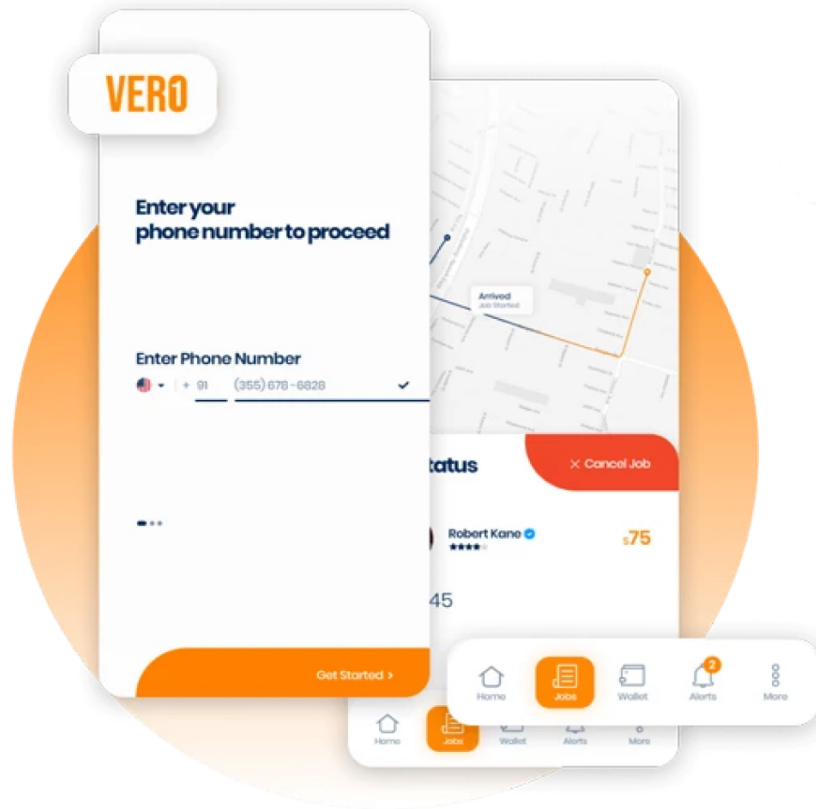 VERO
Enter your
phone number to proceed
Enter Phone Number
+ 91 (355) 678 - 6828
Get Started >
Arrived
Job Started
tatus
× Cancel Job
Robert Kane
$75
45
Home Jobs Wallet Alerts More
2
Home Jobs Wallet Alerts More